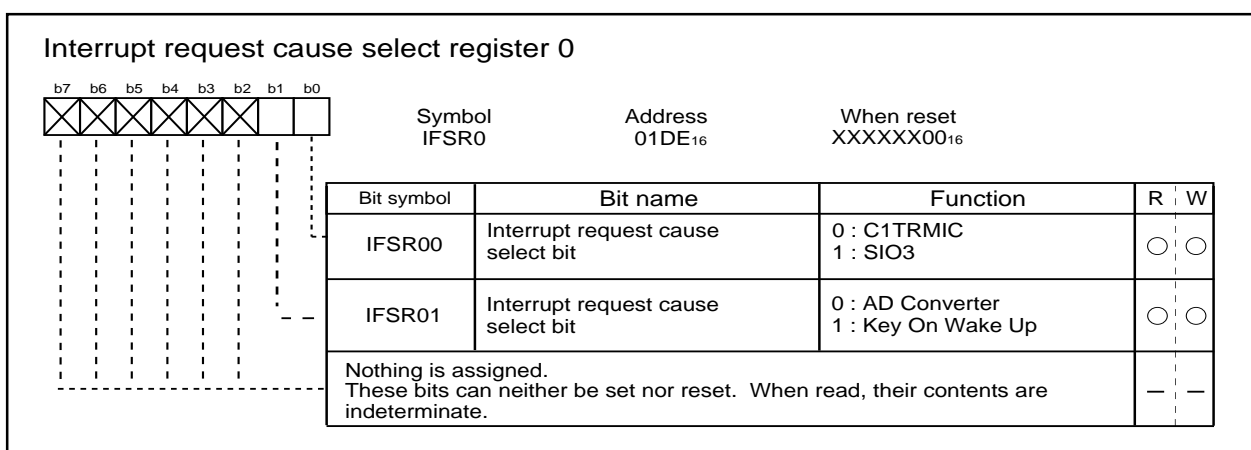 Interrupt request cause select register 0
b7 b6 b5 b4 b3 b2 b1 b0
Symbol Address When reset
IFSR0 01DE16 XXXXXX0016
Bit symbol Bit name Function R W
IFSR00 Interrupt request cause select bit 0 : C1TRMIC
1 : SIO3
IFSR01 Interrupt request cause select bit 0 : AD Converter
1 : Key On Wake Up
Nothing is assigned.
These bits can neither be set nor reset. When read, their contents are
indeterminate.